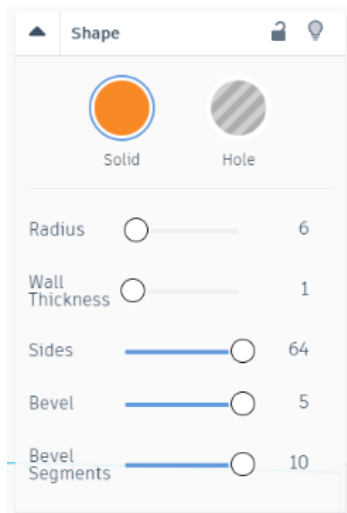 Shape
Solid Hole
Radius 6
Wall
Thickness 1
Sides 64
Bevel 5
Bevel
Segments 10